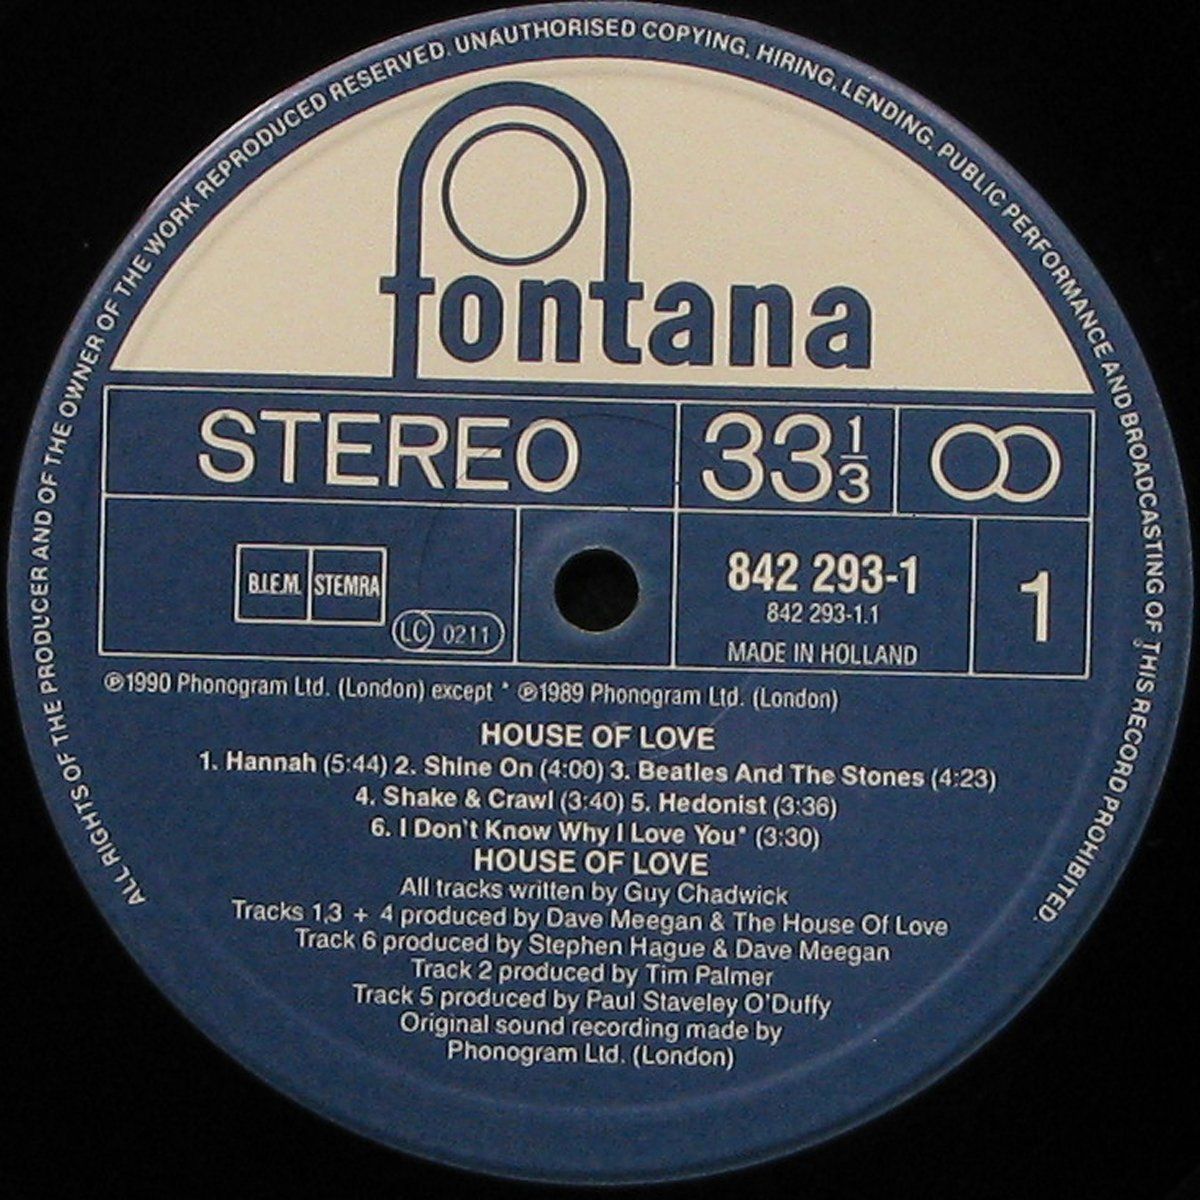 ALL RIGHTS OF THE PRODUCER AND OF THE OWNER OF THE WORK REPRODUCED RESERVED. UNAUTHORISED COPYING, HIRING, LENDING, PUBLIC PERFORMANCE AND BROADCASTING OF THIS RECORD PROHIBITED.
fontana
STEREO
33 1/3
B.I.E.M. STEMRA
LC 0211
842 293-1
842 293-1.1
MADE IN HOLLAND
1
℗1990 Phonogram Ltd. (London) except * ℗1989 Phonogram Ltd. (London)
HOUSE OF LOVE
1. Hannah (5:44) 2. Shine On (4:00) 3. Beatles And The Stones (4:23)
4. Shake & Crawl (3:40) 5. Hedonist (3:36)
6. I Don't Know Why I Love You* (3:30)
HOUSE OF LOVE
All tracks written by Guy Chadwick
Tracks 1,3 + 4 produced by Dave Meegan & The House Of Love
Track 6 produced by Stephen Hague & Dave Meegan
Track 2 produced by Tim Palmer
Track 5 produced by Paul Staveley O'Duffy
Original sound recording made by
Phonogram Ltd. (London)